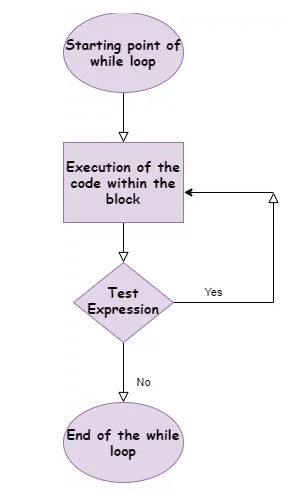 Starting point of
while loop
Execution of the
code within the
block
Test
Expression
Yes
No
End of the while
loop